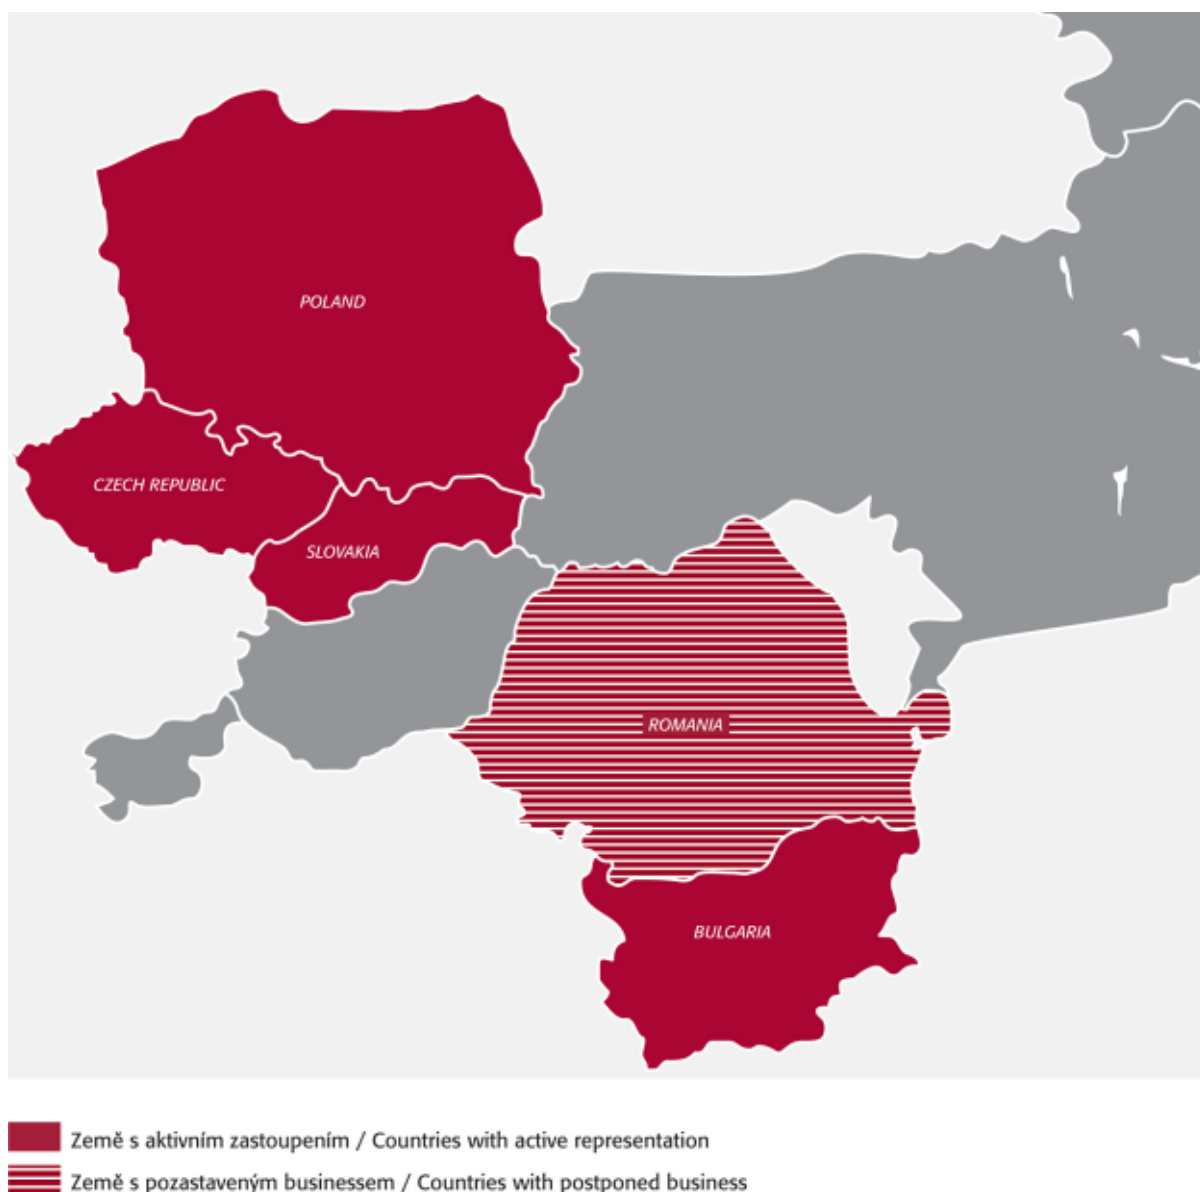 POLAND
CZECH REPUBLIC
SLOVAKIA
ROMANIA
BULGARIA
Země s aktivním zastoupením / Countries with active representation
Země s pozastaveným businessem / Countries with postponed business